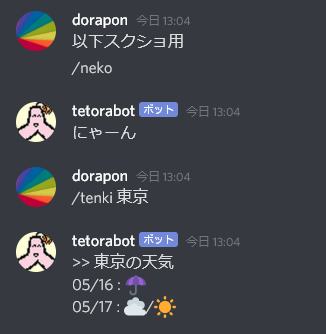 dorapon 今日 13:04
以下スクショ用
/neko
tetorabot ボット 今日 13:04
にゃーん
dorapon 今日 13:04
/tenki 東京
tetorabot ボット 今日 13:04
>> 東京の天気
05/16 : ☂
05/17 : ☁/☀